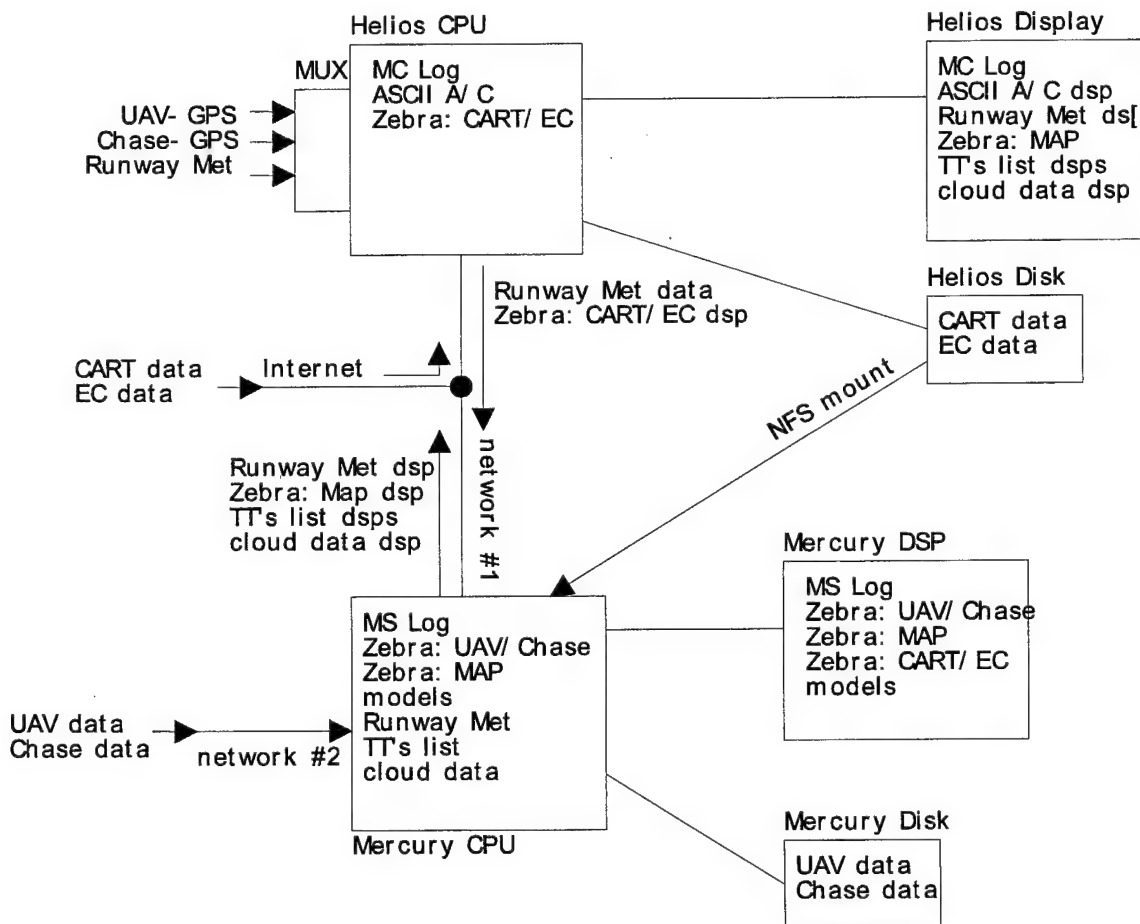 Helios CPU
MUX
MC Log
ASCII A/ C
Zebra: CART/ EC
UAV- GPS
Chase- GPS
Runway Met
Helios Display
MC Log
ASCII A/ C dsp
Runway Met ds[
Zebra: MAP
TT's list dsps
cloud data dsp
Runway Met data
Zebra: CART/ EC dsp
Helios Disk
CART data
EC data
CART data
EC data
Internet
NFS mount
network #1
Runway Met dsp
Zebra: Map dsp
TT's list dsps
cloud data dsp
Mercury DSP
MS Log
Zebra: UAV/ Chase
Zebra: MAP
Zebra: CART/ EC
models
MS Log
Zebra: UAV/ Chase
Zebra: MAP
models
Runway Met
TT's list
cloud data
Mercury CPU
UAV data
Chase data
network #2
Mercury Disk
UAV data
Chase data